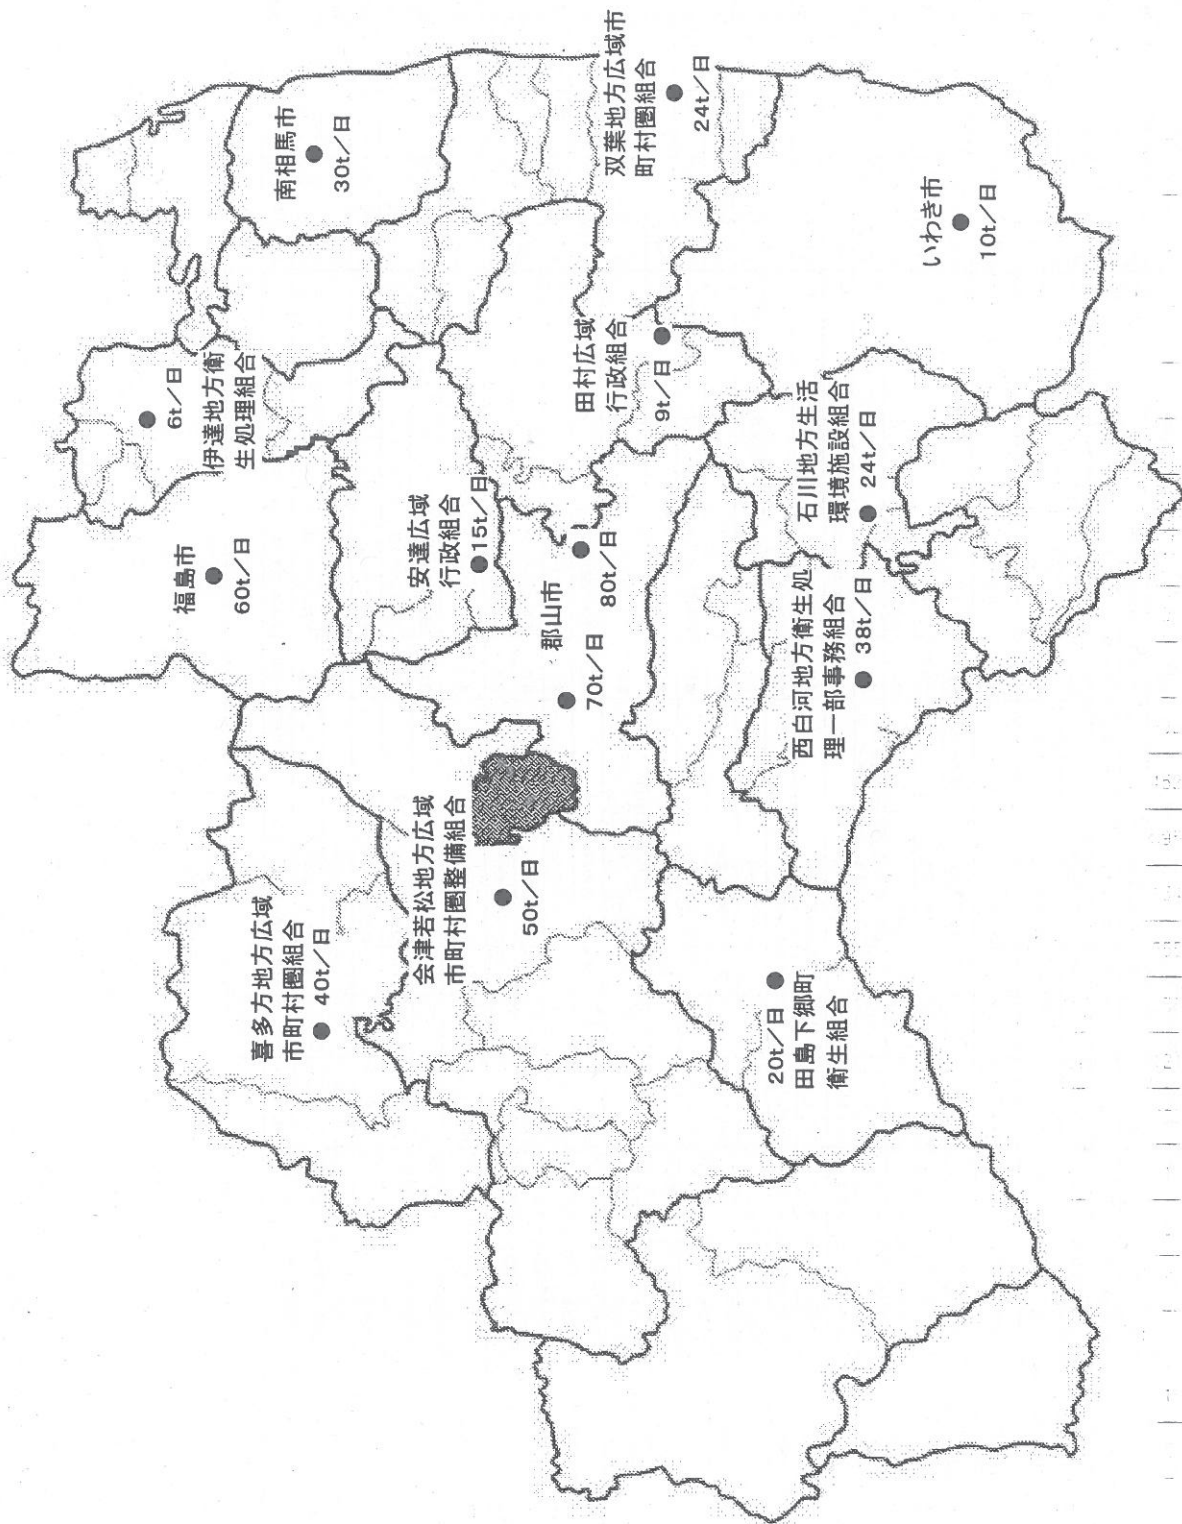 喜多方地方広域
市町村圏組合
40t/日
会津若松地方広域
市町村圏整備組合
50t/日
20t/日
田島下郷町
衛生組合
福島市
60t/日
6t/日
伊達地方衛
生処理組合
南相馬市
30t/日
安達広域
行政組合
15t/日
郡山市
70t/日
80t/日
田村広域
行政組合
9t/日
双葉地方広域市
町村圏組合
24t/日
西白河地方衛生処
理一部事務組合
38t/日
石川地方生活
環境施設組合
24t/日
いわき市
10t/日